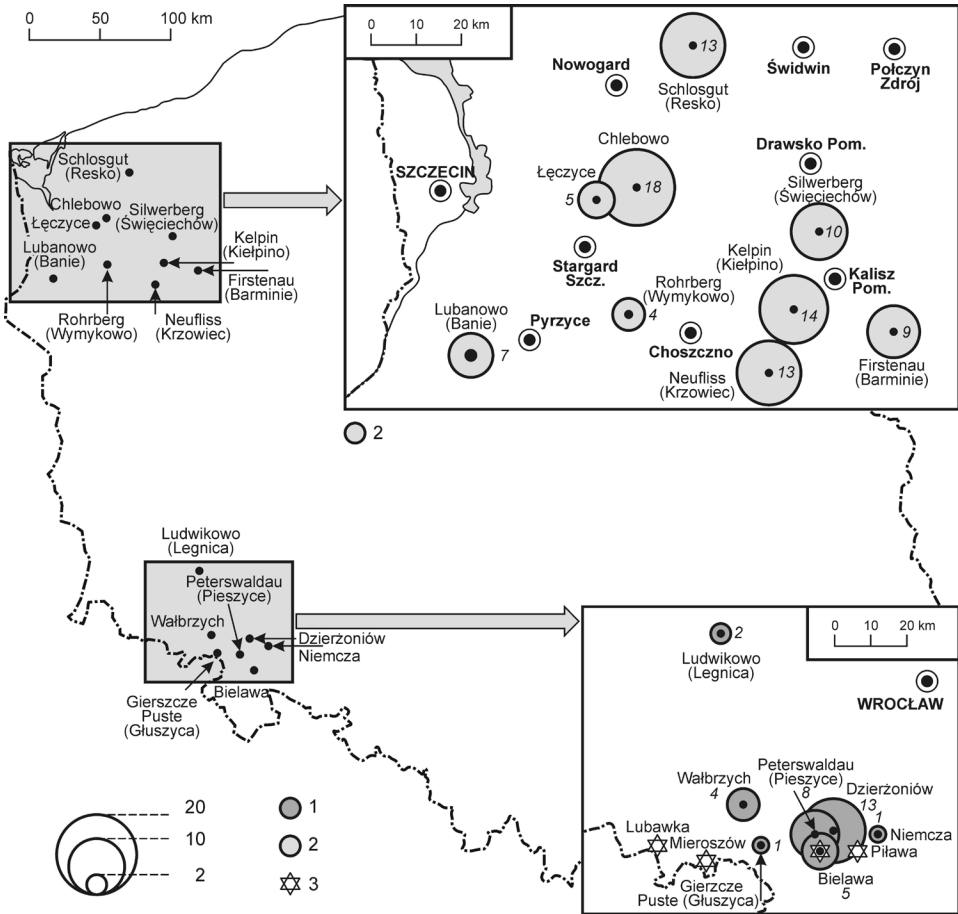 0 50 100 km
Schlosgut
(Resko)
Chlebowo
Łęczyce
Silwerberg
(Święciechów)
Lubanowo
(Banie)
Kelpin
(Kiełpino)
Firstenau
(Barminie)
Rohrberg
(Wymykowo)
Neufliss
(Krzowiec)
0 10 20 km
13
Schlosgut
(Resko)
Nowogard
Świdwin
Połczyn
Zdrój
SZCZECIN
Łęczyce
5
Chlebowo
18
Drawsko Pom.
Silwerberg
(Święciechów)
10
Stargard
Szcz.
Kelpin
(Kiełpino)
14
Kalisz
Pom.
Rohrberg
(Wymykowo)
4
Lubanowo
(Banie)
7
Pyrzyce
Choszczno
Neufliss
(Krzowiec)
13
9
Firstenau
(Barminie)
2
Ludwikowo
(Legnica)
Peterswaldau
(Pieszyce)
Wałbrzych
Dzierżoniów
Niemcza
Bielawa
Gierszcze
Puste
(Głuszyca)
0 10 20 km
2
Ludwikowo
(Legnica)
WROCŁAW
Peterswaldau
(Pieszyce)
8
Wałbrzych
4
Dzierżoniów
13
1
Niemcza
Lubawka
Mieroszów
1
Piława
Bielawa
5
Gierzcze
Puste (Głuszyca)
20
10
2
1
2
3